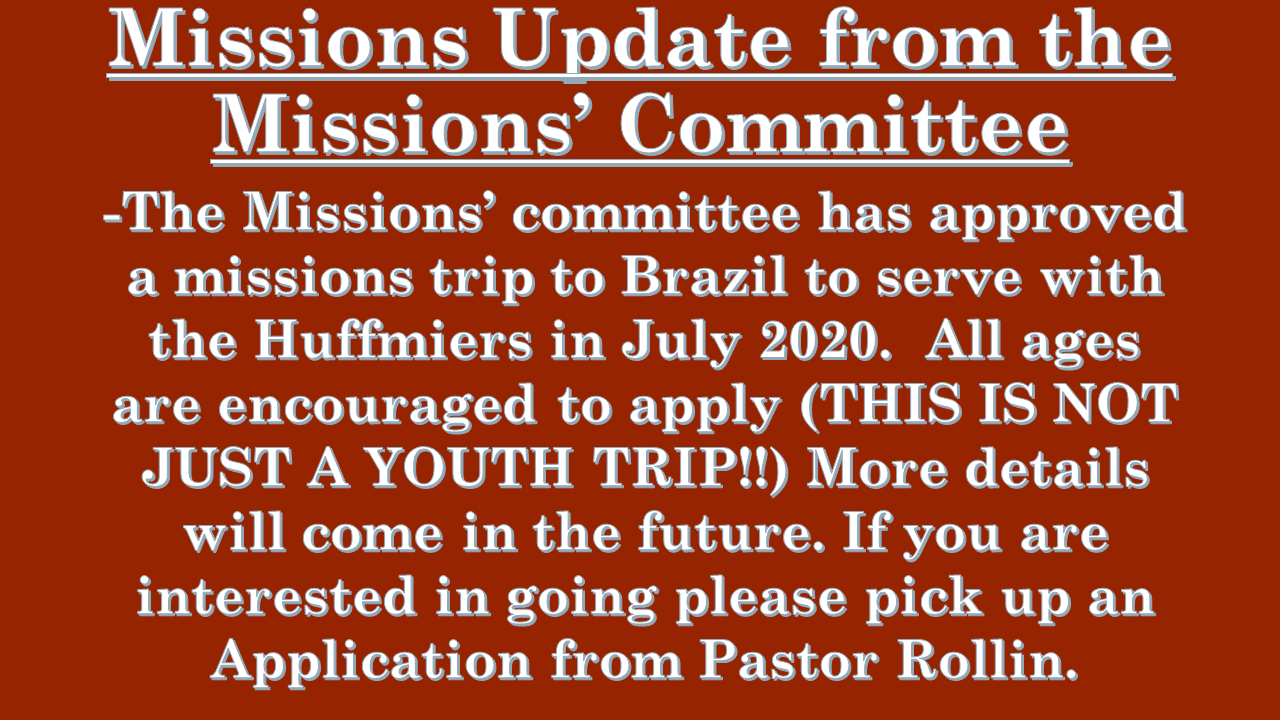 Missions Update from the
Missions’ Committee
-The Missions’ committee has approved
a missions trip to Brazil to serve with
the Huffmiers in July 2020.  All ages
are encouraged to apply (THIS IS NOT
JUST A YOUTH TRIP!!) More details
will come in the future. If you are
interested in going please pick up an
Application from Pastor Rollin.